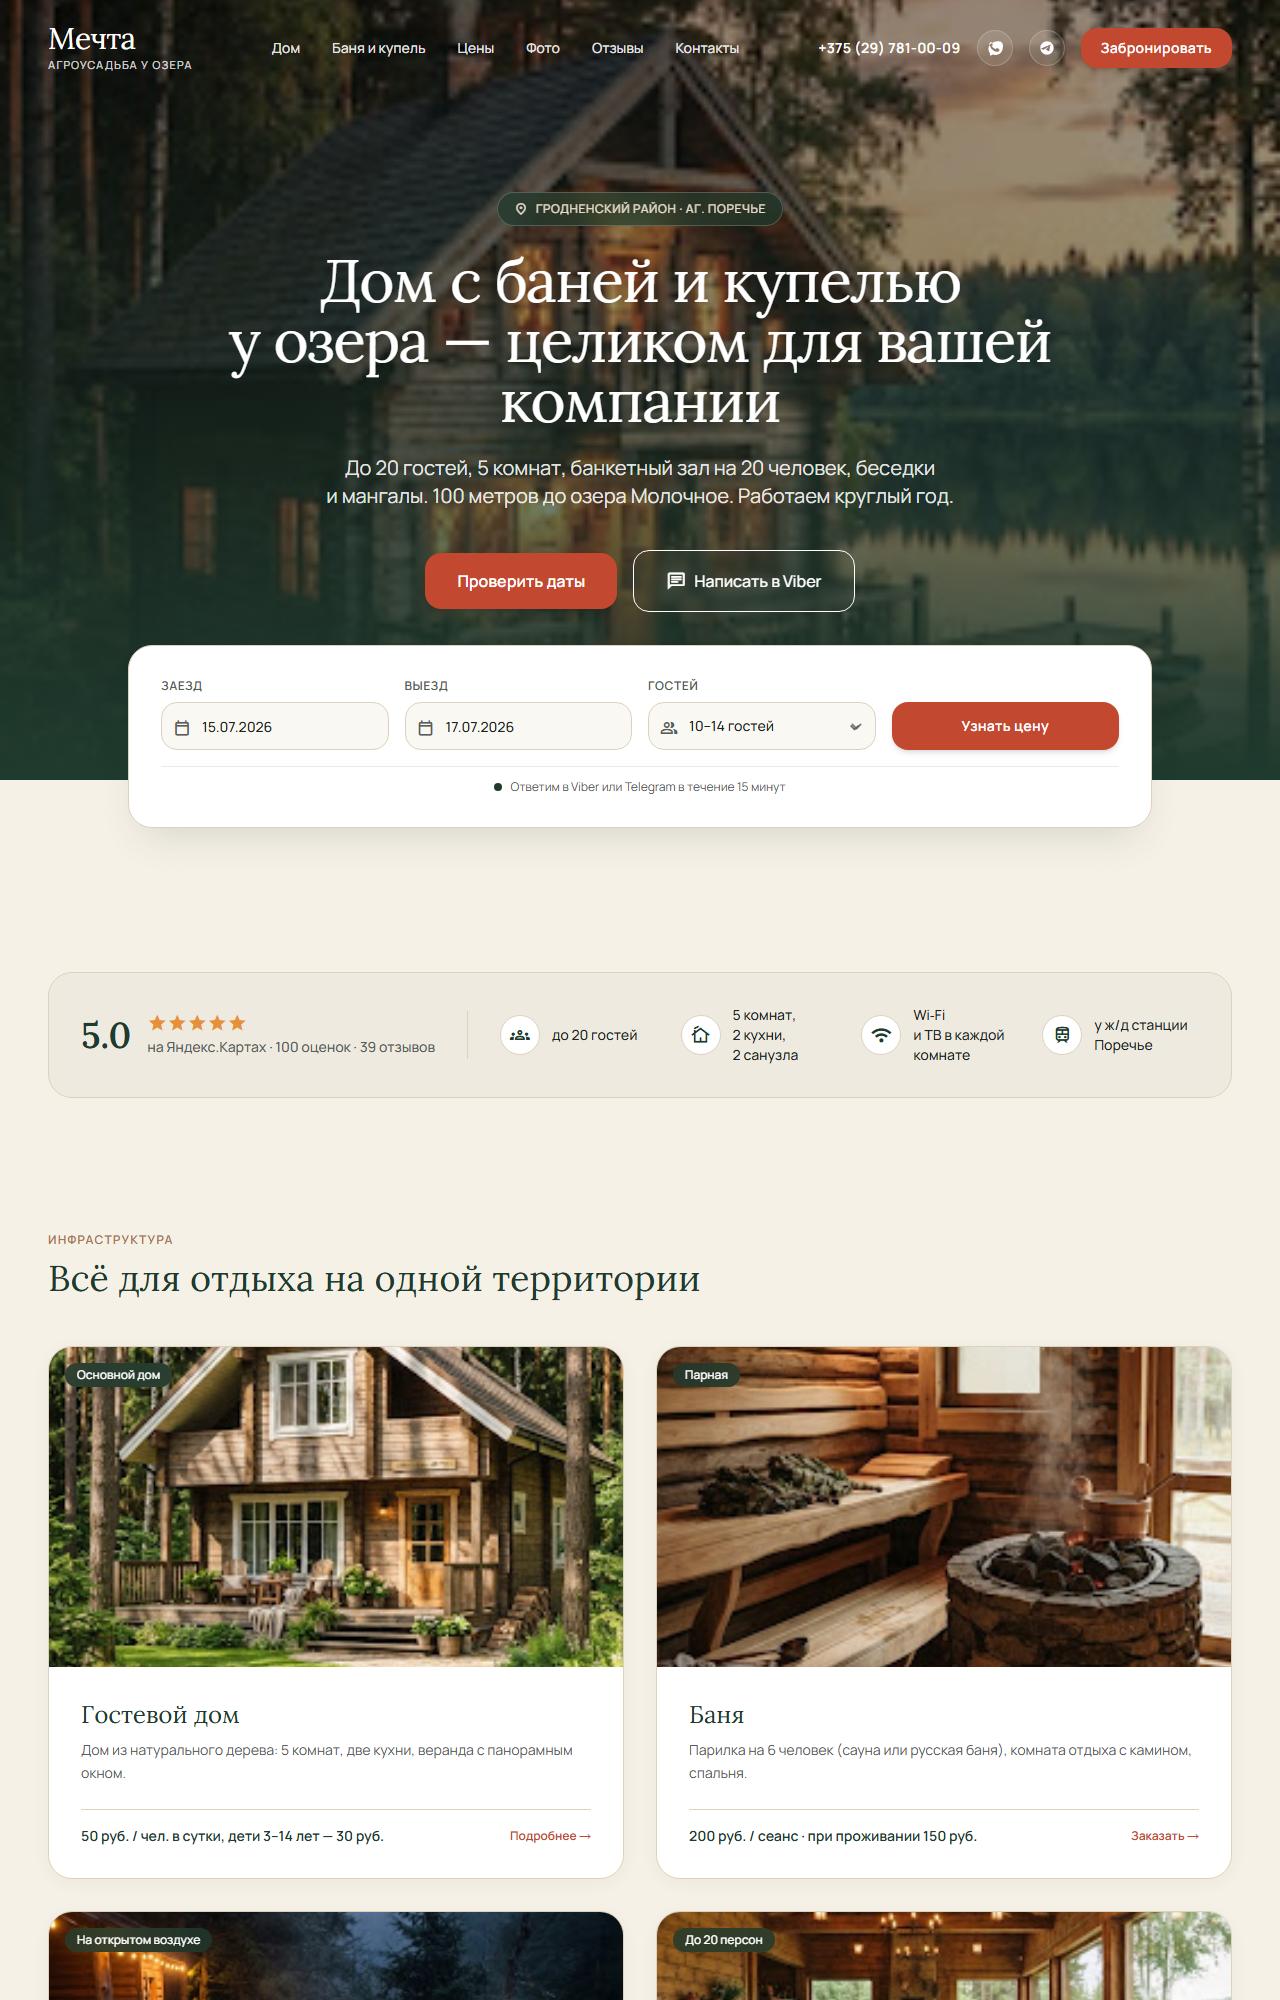 Мечта
АГРОУСАДЬБА У ОЗЕРА
Дом
Баня и купель
Цены
Фото
Отзывы
Контакты
+375 (29) 781-00-09
Забронировать
ГРОДНЕНСКИЙ РАЙОН · АГ. ПОРЕЧЬЕ
Дом с баней и купелью
у озера — целиком для вашей
компании
До 20 гостей, 5 комнат, банкетный зал на 20 человек, беседки
и мангалы. 100 метров до озера Молочное. Работаем круглый год.
Проверить даты
Написать в Viber
ЗАЕЗД
ВЫЕЗД
ГОСТЕЙ
15.07.2026
17.07.2026
10–14 гостей
Узнать цену
Ответим в Viber или Telegram в течение 15 минут
5.0
на Яндекс.Картах · 100 оценок · 39 отзывов
до 20 гостей
5 комнат,
2 кухни,
2 санузла
Wi-Fi
и ТВ в каждой
комнате
у ж/д станции
Поречье
ИНФРАСТРУКТУРА
Всё для отдыха на одной территории
Основной дом
Гостевой дом
Дом из натурального дерева: 5 комнат, две кухни, веранда с панорамным
окном.
50 руб. / чел. в сутки, дети 3–14 лет — 30 руб.
Подробнее →
Парная
Баня
Парилка на 6 человек (сауна или русская баня), комната отдыха с камином,
спальня.
200 руб. / сеанс · при проживании 150 руб.
Заказать →
На открытом воздухе
До 20 персон